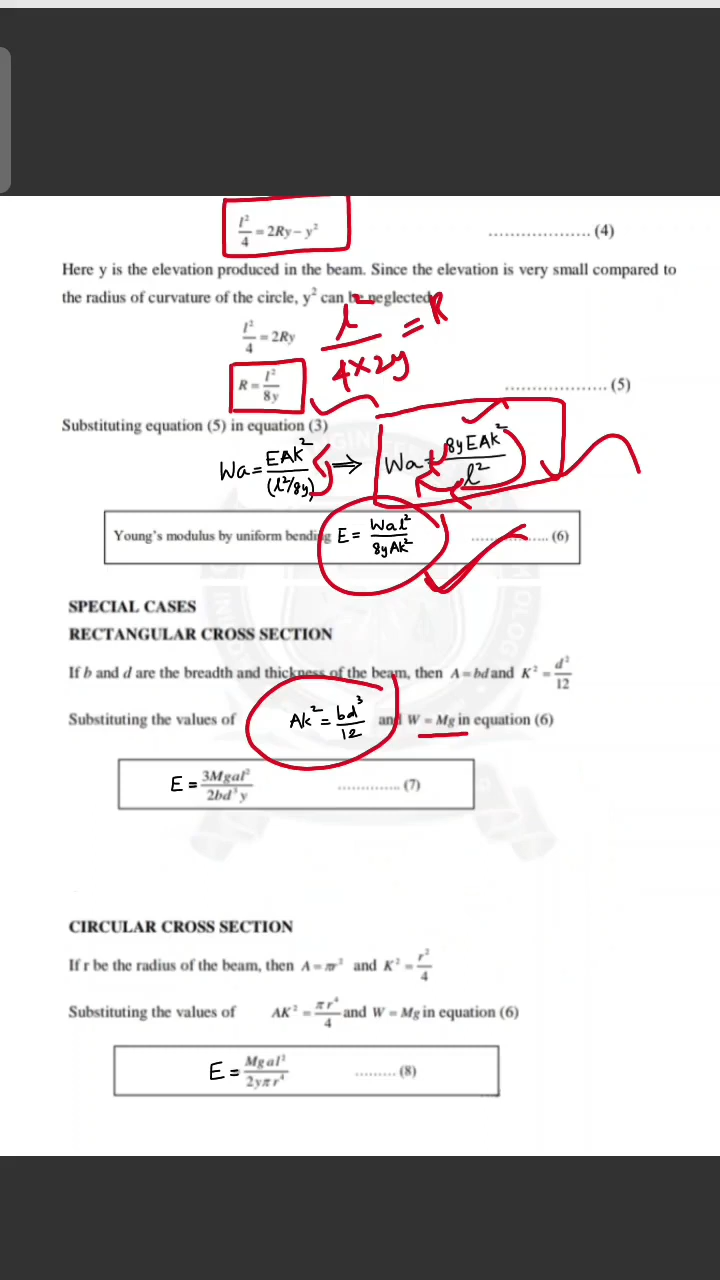 l²/4 = 2Ry − y² ................... (4)
Here y is the elevation produced in the beam. Since the elevation is very small compared to
the radius of curvature of the circle, y² can be neglected
l²/4 = 2Ry
l²/(4×2y) = R
R = l²/8y ................... (5)
Substituting equation (5) in equation (3)
Wa = EAK²/(l²/8y) ⇒ Wa = 8yEAK²/l²
Young's modulus by uniform bending E = Wal²/8yAK² ................... (6)
SPECIAL CASES
RECTANGULAR CROSS SECTION
If b and d are the breadth and thickness of the beam, then A = bd and K² = d²/12
Substituting the values of AK² = bd³/12 and W = Mg in equation (6)
E = 3Mgal²/2bd³y ............. (7)
CIRCULAR CROSS SECTION
If r be the radius of the beam, then A = πr² and K² = r²/4
Substituting the values of AK² = πr⁴/4 and W = Mg in equation (6)
E = Mgal²/2yπr⁴ ......... (8)